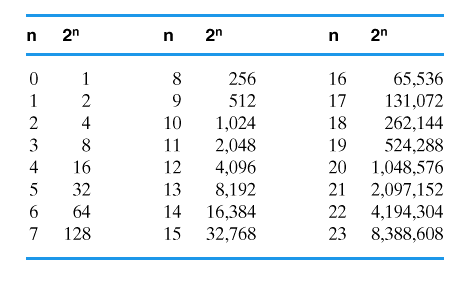 n 2ⁿ n 2ⁿ n 2ⁿ
0 1 8 256 16 65,536
1 2 9 512 17 131,072
2 4 10 1,024 18 262,144
3 8 11 2,048 19 524,288
4 16 12 4,096 20 1,048,576
5 32 13 8,192 21 2,097,152
6 64 14 16,384 22 4,194,304
7 128 15 32,768 23 8,388,608